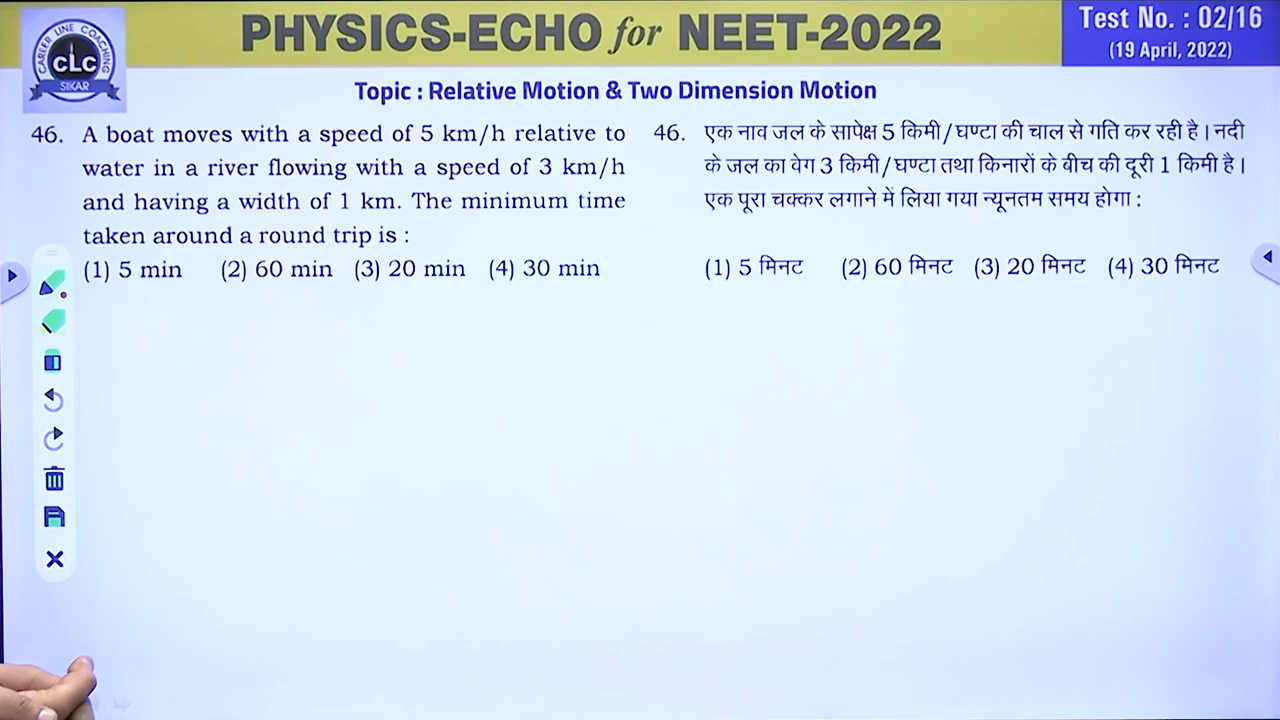 PHYSICS-ECHO for NEET-2022
Test No. : 02/16
(19 April, 2022)
CAREER LINE COACHING
CLC
SIKAR
Topic : Relative Motion & Two Dimension Motion
46. A boat moves with a speed of 5 km/h relative to
water in a river flowing with a speed of 3 km/h
and having a width of 1 km. The minimum time
taken around a round trip is :
(1) 5 min (2) 60 min (3) 20 min (4) 30 min
46. एक नाव जल के सापेक्ष 5 किमी/घण्टा की चाल से गति कर रही है। नदी
के जल का वेग 3 किमी/घण्टा तथा किनारों के बीच की दूरी 1 किमी है।
एक पूरा चक्कर लगाने में लिया गया न्यूनतम समय होगा :
(1) 5 मिनट (2) 60 मिनट (3) 20 मिनट (4) 30 मिनट